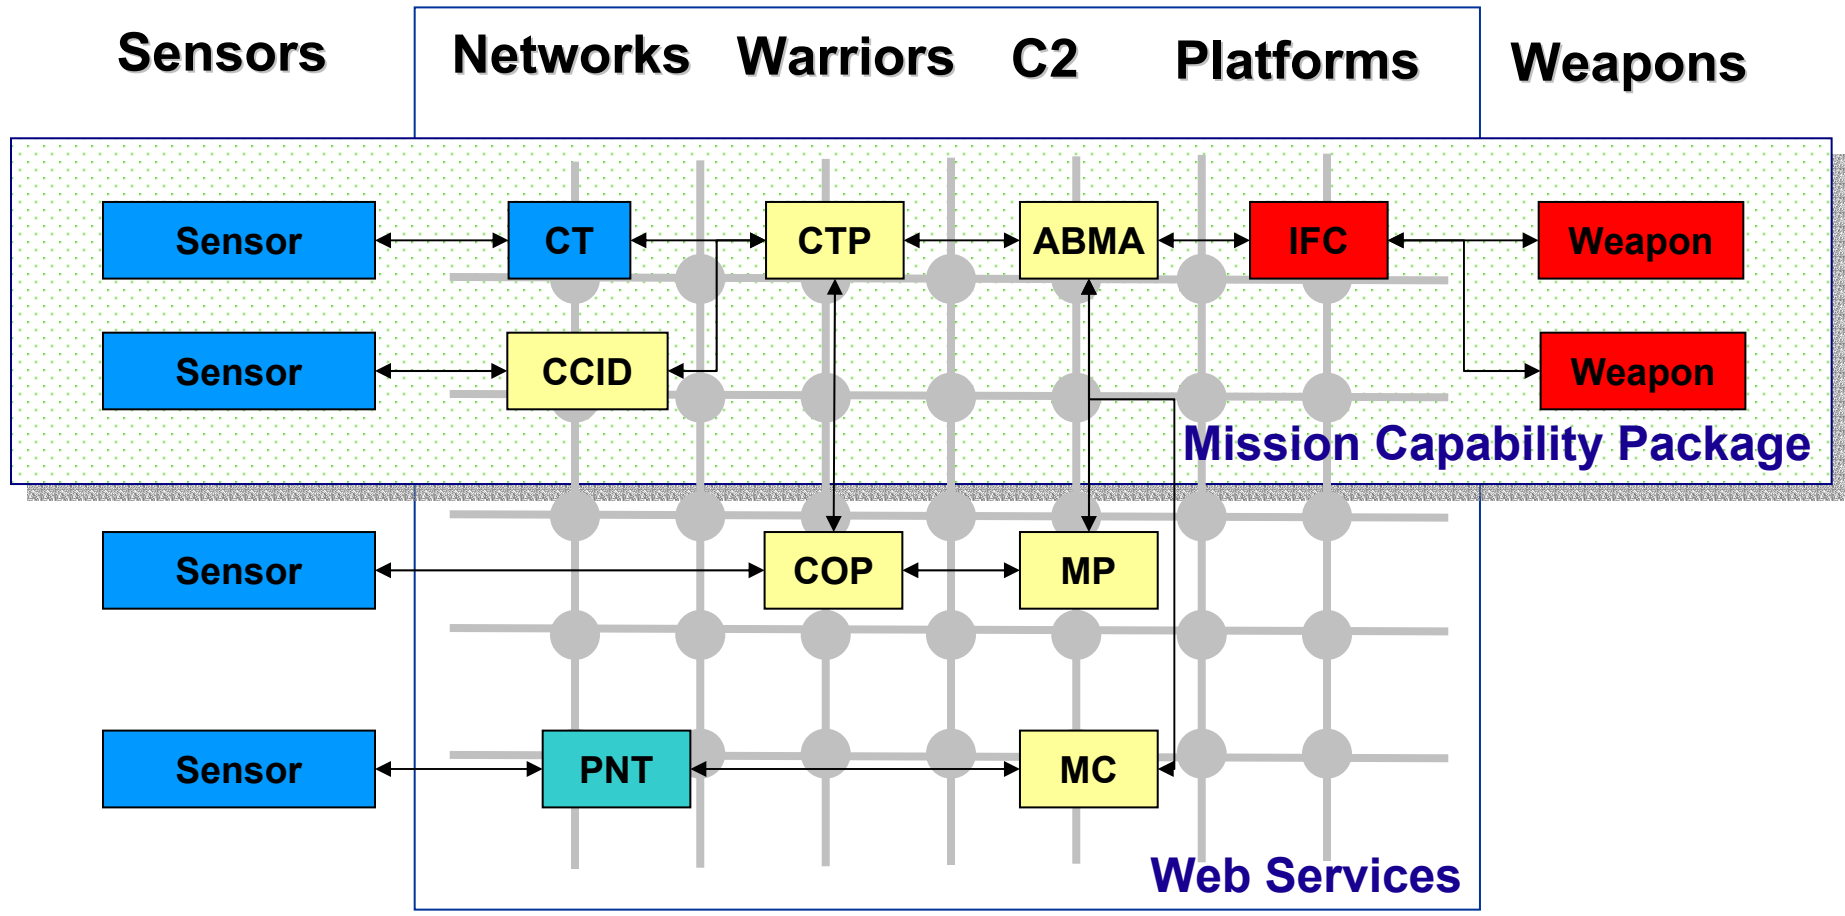 Sensors Networks Warriors C2 Platforms Weapons
Sensor CT CTP ABMA IFC Weapon
Sensor CCID Weapon
Mission Capability Package
Sensor COP MP
Sensor PNT MC
Web Services